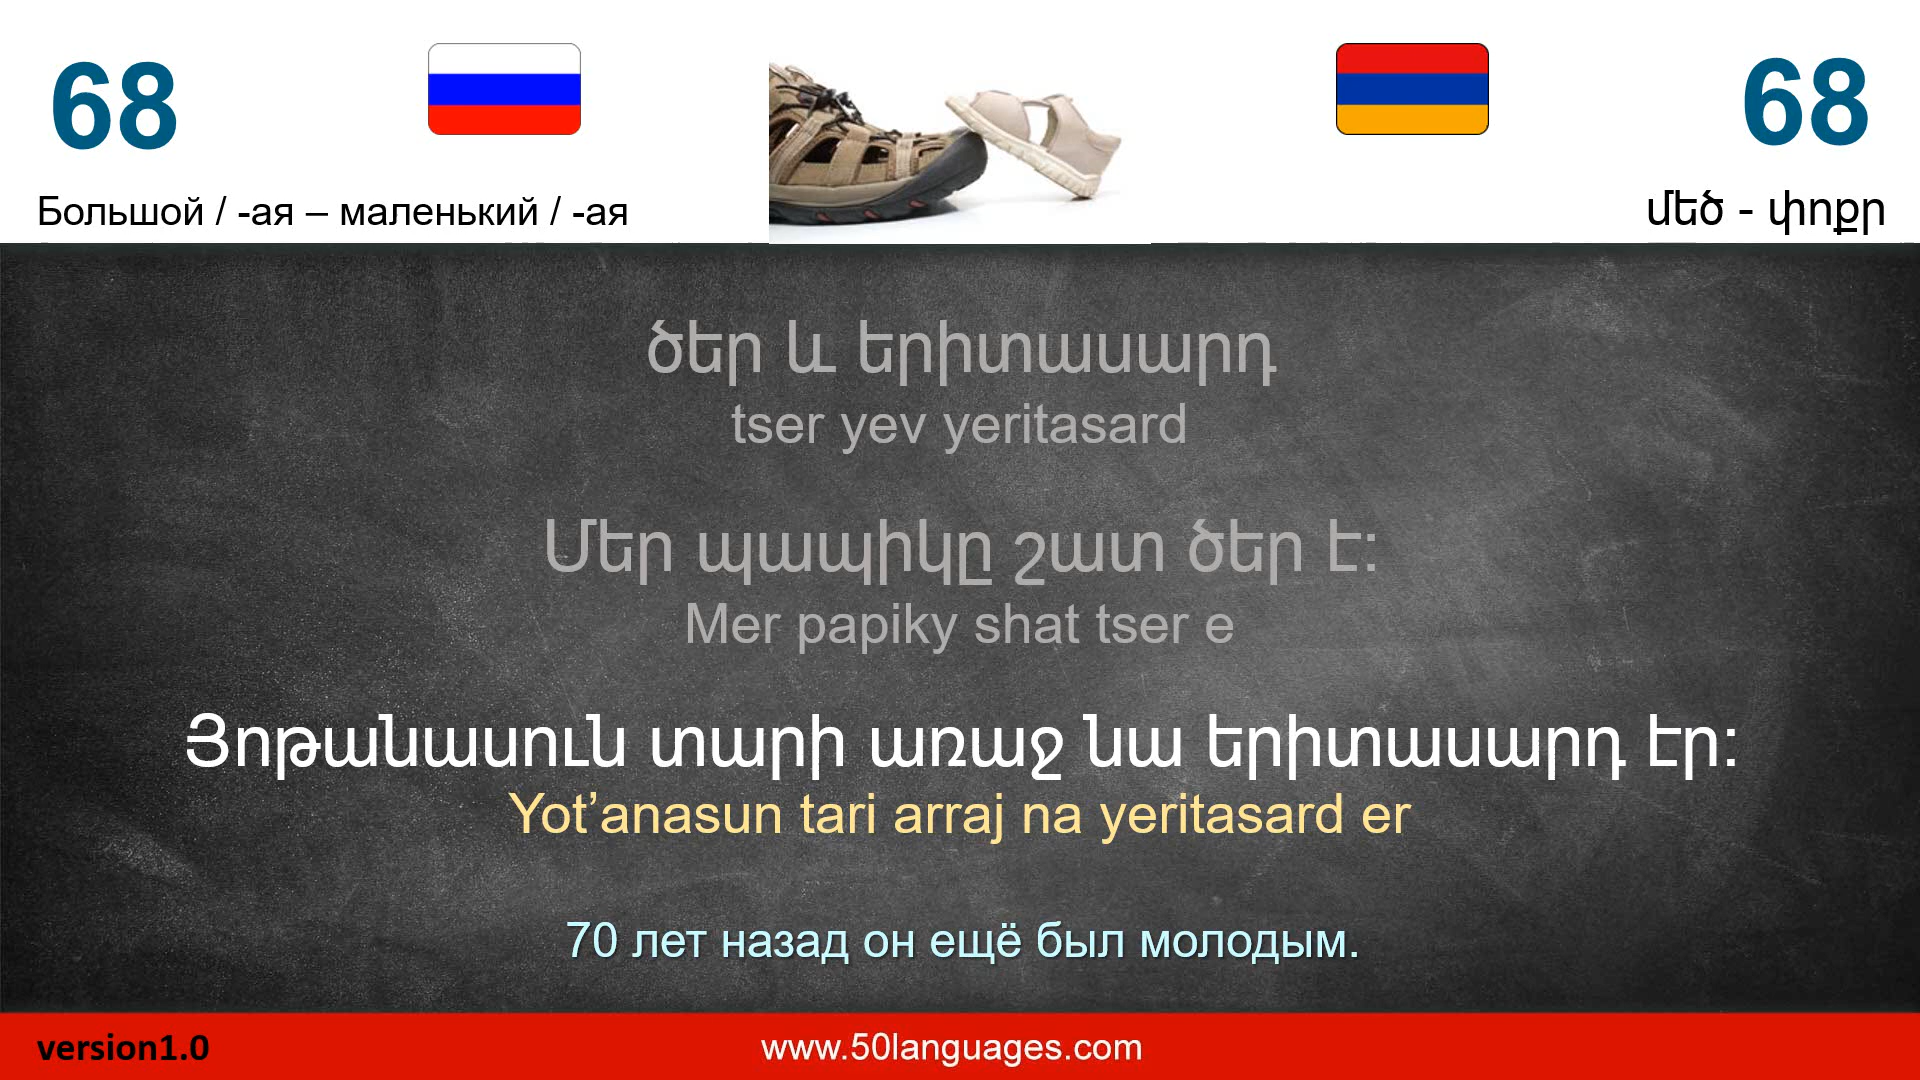 68
68
Большой / -ая – маленький / -ая
մեծ - փոքր
ծեր և երիտասարդ
tser yev yeritasard
Մեր պապիկը շատ ծեր է:
Mer papiky shat tser e
Յոթանասուն տարի առաջ նա երիտասարդ էր:
Yot’anasun tari arraj na yeritasard er
70 лет назад он ещё был молодым.
version1.0
www.50languages.com